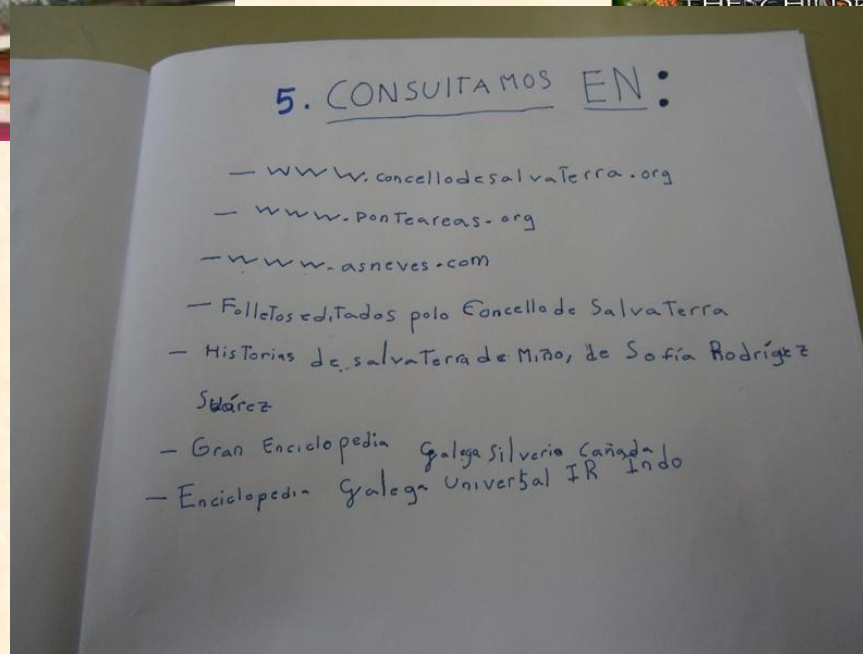 5. CONSULTAMOS EN:
- www.concellodesalvaterra.org
- www.ponteareas.org
- www.asneves.com
- Folletos editados polo Concello de Salvaterra
- Historias de salvaterra de Miño, de Sofía Rodrígez
Suárez
- Gran Enciclopedia Galega Silverio Cañada
- Enciclopedia Galega Universal IR Indo